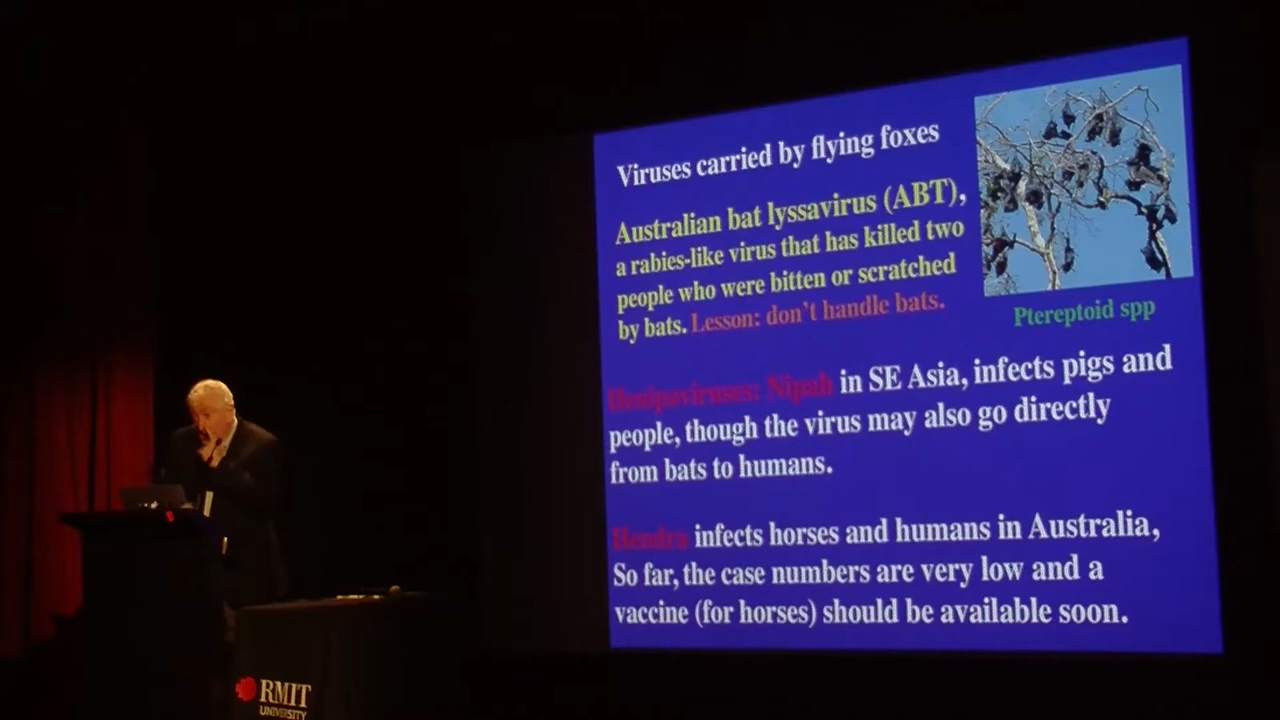 Viruses carried by flying foxes
Australian bat lyssavirus (ABT),
a rabies-like virus that has killed two
people who were bitten or scratched
by bats. Lesson: don't handle bats.
Ptereptoid spp
Henipaviruses: Nipah in SE Asia, infects pigs and
people, though the virus may also go directly
from bats to humans.
Hendra infects horses and humans in Australia,
So far, the case numbers are very low and a
vaccine (for horses) should be available soon.
RMIT
UNIVERSITY